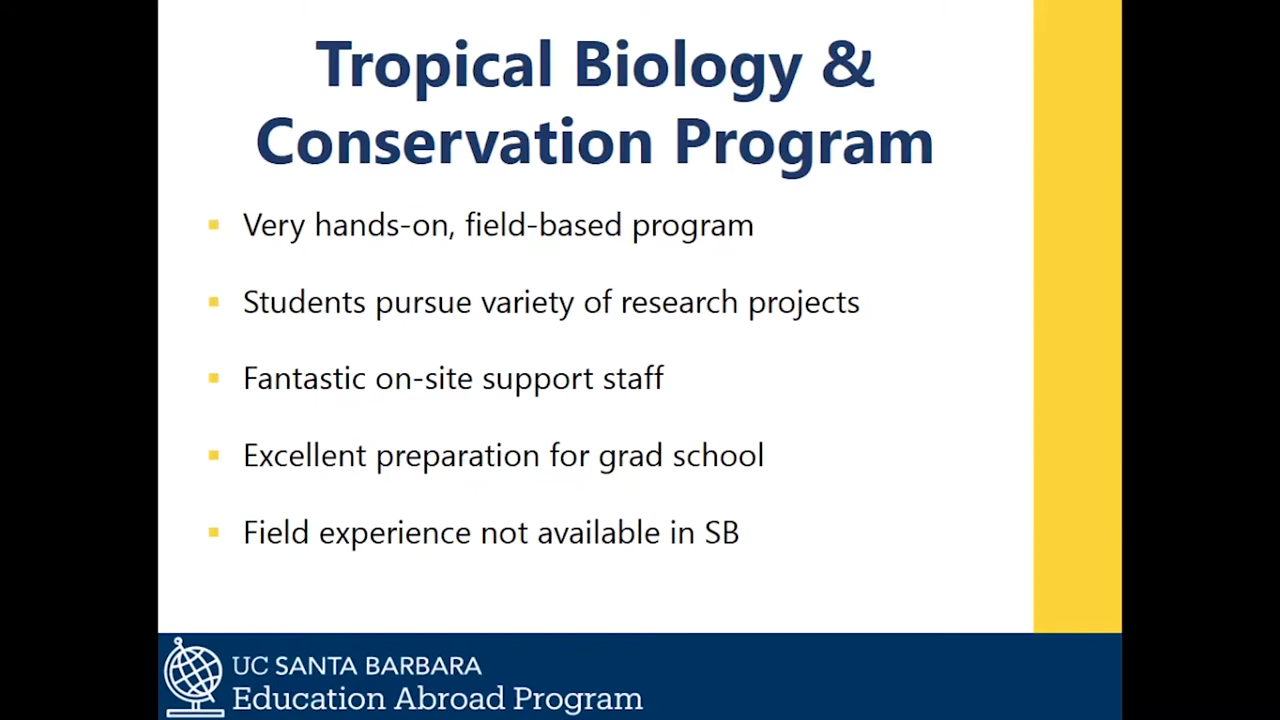 Tropical Biology &
Conservation Program
Very hands-on, field-based program
Students pursue variety of research projects
Fantastic on-site support staff
Excellent preparation for grad school
Field experience not available in SB
UC SANTA BARBARA
Education Abroad Program